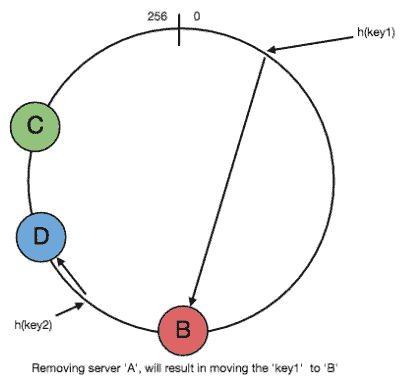 256 0
h(key1)
C
D
h(key2)
B
Removing server 'A', will result in moving the 'key1' to 'B'